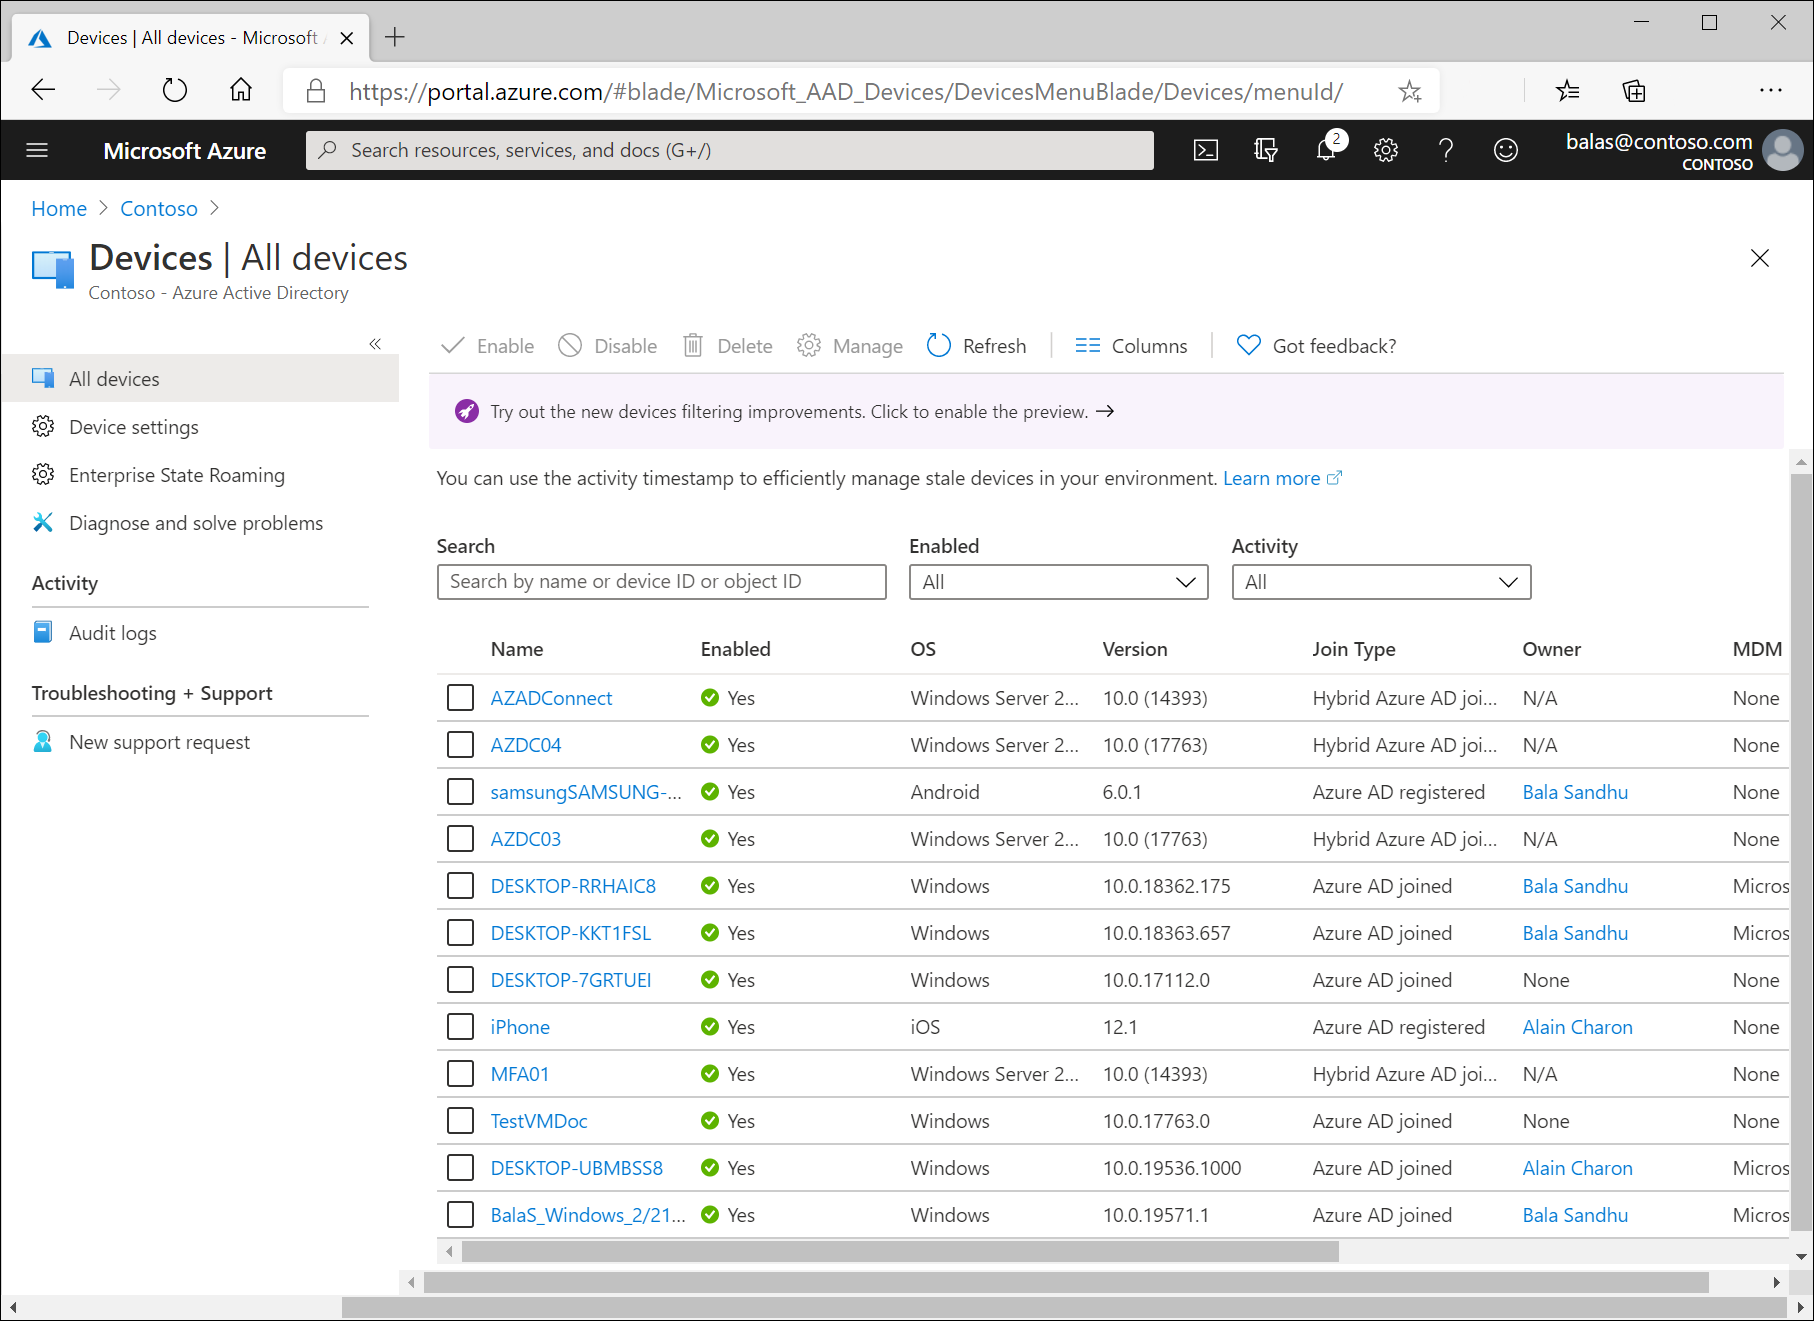 Devices | All devices - Microsoft A
https://portal.azure.com/#blade/Microsoft_AAD_Devices/DevicesMenuBlade/Devices/menuId/
Microsoft Azure
Search resources, services, and docs (G+/)
2
balas@contoso.com
CONTOSO
Home > Contoso >
Devices | All devices
Contoso - Azure Active Directory
All devices
Device settings
Enterprise State Roaming
Diagnose and solve problems
Activity
Audit logs
Troubleshooting + Support
New support request
Enable Disable Delete Manage Refresh Columns Got feedback?
Try out the new devices filtering improvements. Click to enable the preview. →
You can use the activity timestamp to efficiently manage stale devices in your environment. Learn more
Search Enabled Activity
Search by name or device ID or object ID All All
Name Enabled OS Version Join Type Owner MDM
AZADConnect Yes Windows Server 2... 10.0 (14393) Hybrid Azure AD joi... N/A None
AZDC04 Yes Windows Server 2... 10.0 (17763) Hybrid Azure AD joi... N/A None
samsungSAMSUNG-... Yes Android 6.0.1 Azure AD registered Bala Sandhu None
AZDC03 Yes Windows Server 2... 10.0 (17763) Hybrid Azure AD joi... N/A None
DESKTOP-RRHAIC8 Yes Windows 10.0.18362.175 Azure AD joined Bala Sandhu Micros
DESKTOP-KKT1FSL Yes Windows 10.0.18363.657 Azure AD joined Bala Sandhu Micros
DESKTOP-7GRTUEI Yes Windows 10.0.17112.0 Azure AD joined None None
iPhone Yes iOS 12.1 Azure AD registered Alain Charon None
MFA01 Yes Windows Server 2... 10.0 (14393) Hybrid Azure AD joi... N/A None
TestVMDoc Yes Windows 10.0.17763.0 Azure AD joined None None
DESKTOP-UBMBSS8 Yes Windows 10.0.19536.1000 Azure AD joined Alain Charon Micros
BalaS_Windows_2/21... Yes Windows 10.0.19571.1 Azure AD joined Bala Sandhu Micros